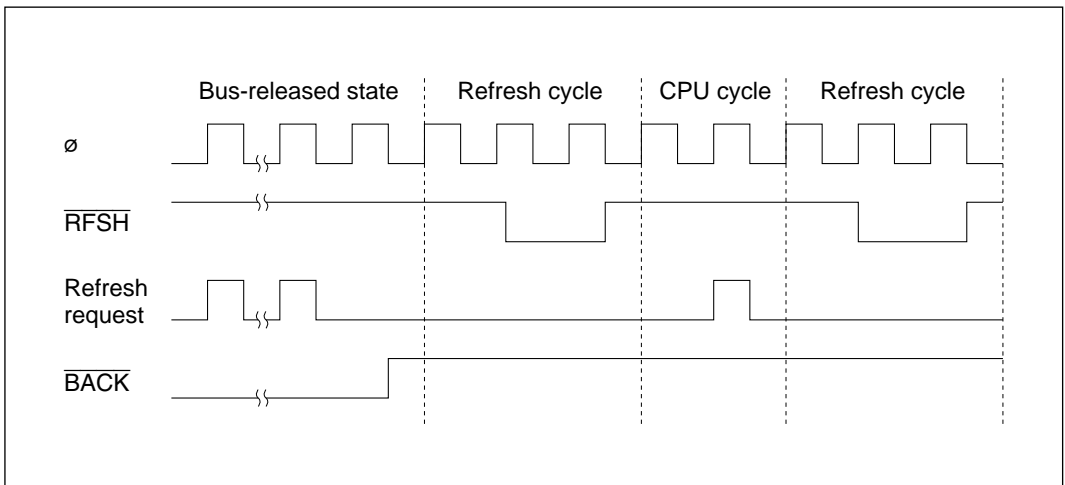 Bus-released state Refresh cycle CPU cycle Refresh cycle
ø
RFSH
Refresh
request
BACK